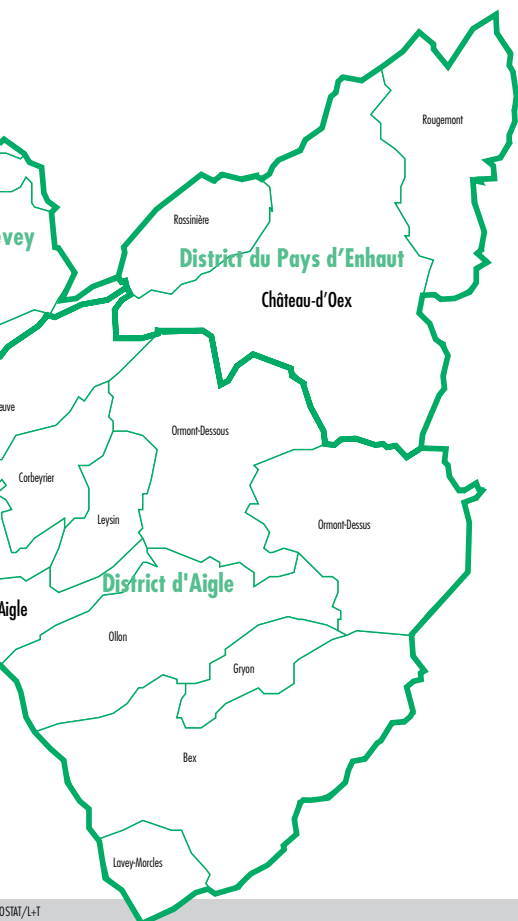 Rougemont
Rossinière
evey
District du Pays d'Enhaut
Château-d'Oex
euve
Ormont-Dessous
Corbeyrier
Leysin
Ormont-Dessus
District d'Aigle
Aigle
Ollon
Gryon
Bex
Lavey-Morcles
OSTAT/L+T